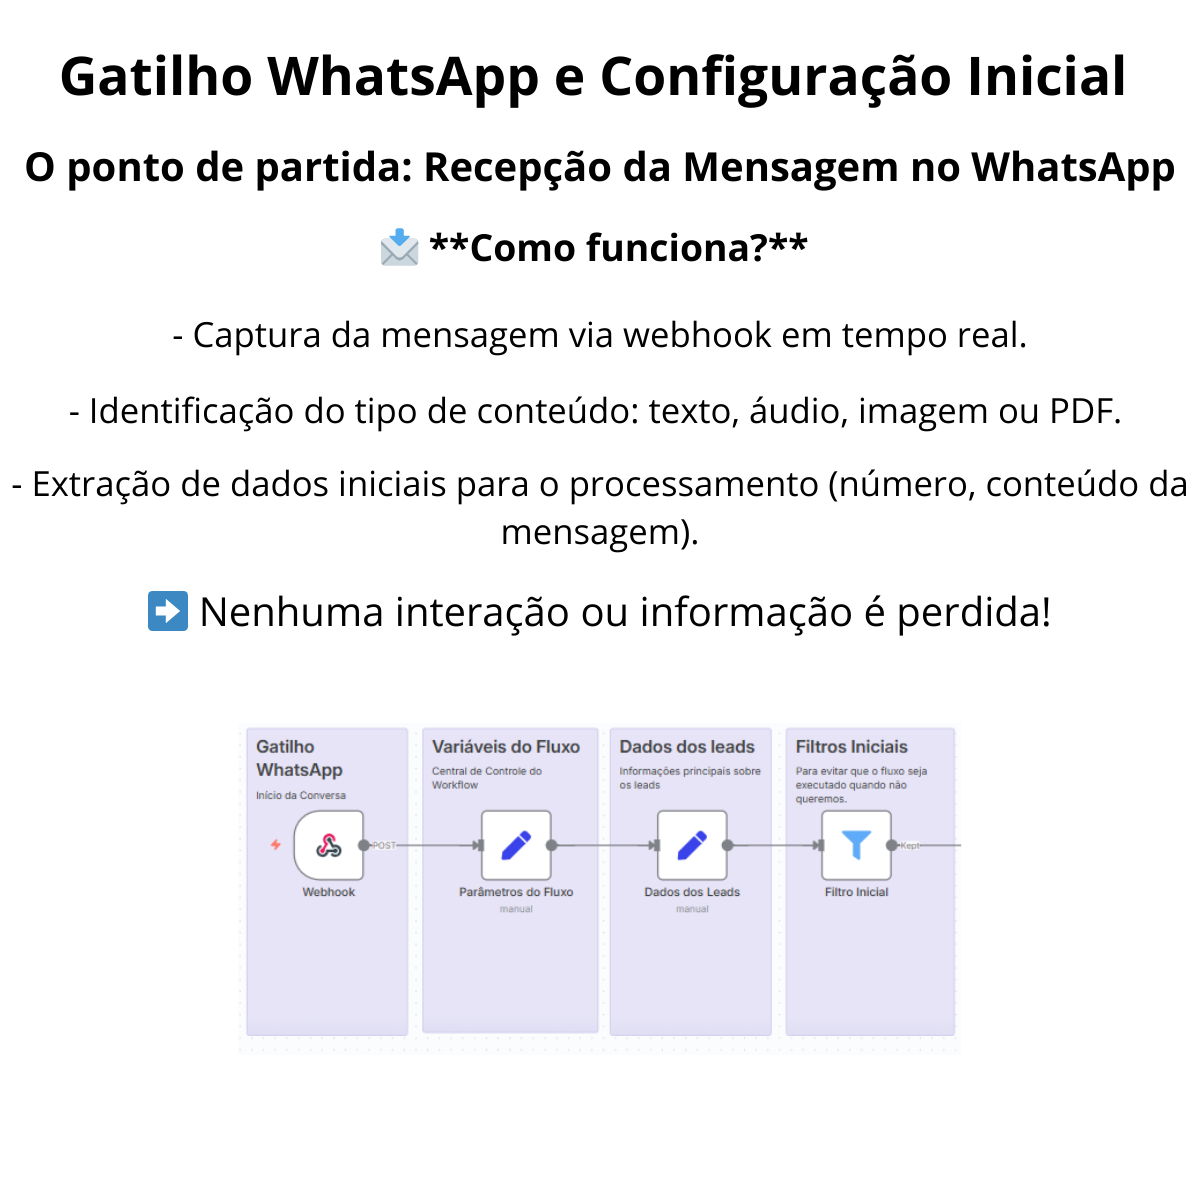 Gatilho WhatsApp e Configuração Inicial
O ponto de partida: Recepção da Mensagem no WhatsApp
📩 **Como funciona?**
- Captura da mensagem via webhook em tempo real.
- Identificação do tipo de conteúdo: texto, áudio, imagem ou PDF.
- Extração de dados iniciais para o processamento (número, conteúdo da
mensagem).
➡️ Nenhuma interação ou informação é perdida!
Gatilho
WhatsApp
Início da Conversa
POST
Webhook
Variáveis do Fluxo
Central de Controle do
Workflow
Parâmetros do Fluxo
manual
Dados dos leads
Informações principais sobre
os leads
Dados dos Leads
manual
Filtros Iniciais
Para evitar que o fluxo seja
executado quando não
queremos.
Kept
Filtro Inicial